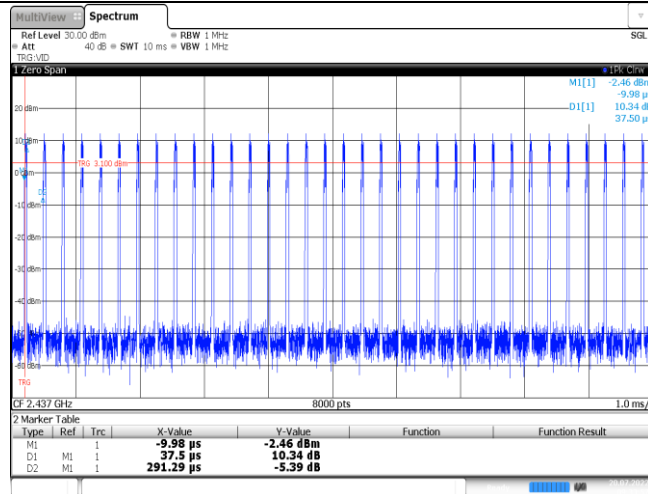 MultiView Spectrum
Ref Level 30.00 dBm RBW 1 MHz SGL
Att 40 dB SWT 10 ms VBW 1 MHz
TRG:VID
1 Zero Span 1Pk Clrw
M1[1] -2.46 dBm
-9.98 µs
20 dBm
D1[1] 10.34 dB
37.50 µs
10 dBm
TRG 3.100 dBm
0 dBm
D2
-10 dBm
-20 dBm
-30 dBm
-40 dBm
-60 dBm
TRG
CF 2.437 GHz 8000 pts 1.0 ms/
2 Marker Table
Type Ref Trc X-Value Y-Value Function Function Result
M1 1 -9.98 µs -2.46 dBm
D1 M1 1 37.5 µs 10.34 dB
D2 M1 1 291.29 µs -5.39 dB